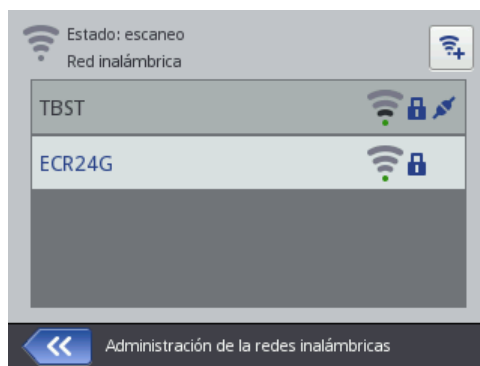 Estado: escaneo
Red inalámbrica
TBST
ECR24G
Administración de la redes inalámbricas